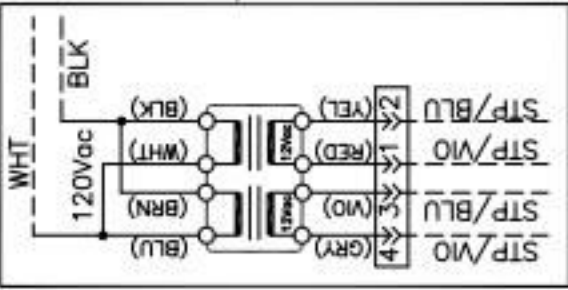 BLK
WHT
120Vac
(BLK) (YEL) 2 STP/BLU
(WHT) 12Vac (RED) 1 STP/VIO
(BRN) 12Vac (VIO) 3 STP/BLU
(BLU) (GRY) 4 STP/VIO